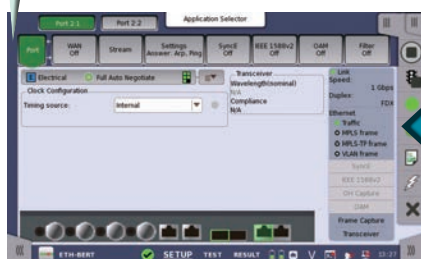 Port 2.1 Port 2.2 Application Selector
Port
WAN
Off
Stream
Settings
Answer. Arp, Ping
SyncE
Off
IEEE 1588v2
Off
OAM
Off
Filter
Off
Electrical Full Auto Negotiate
Clock Configuration
Timing source: Internal
Transceiver
Wavelength(nominal)
N/A
Compliance
N/A
Link
Speed:
1 Gbps
Duplex:
FDX
Ethernet
Traffic
MPLS frame
MPLS-TP frame
VLAN frame
SyncE
IEEE 1588v2
OH Capture
OAM
Frame Capture
Transceiver
ETH-BERT SETUP TEST RESULT